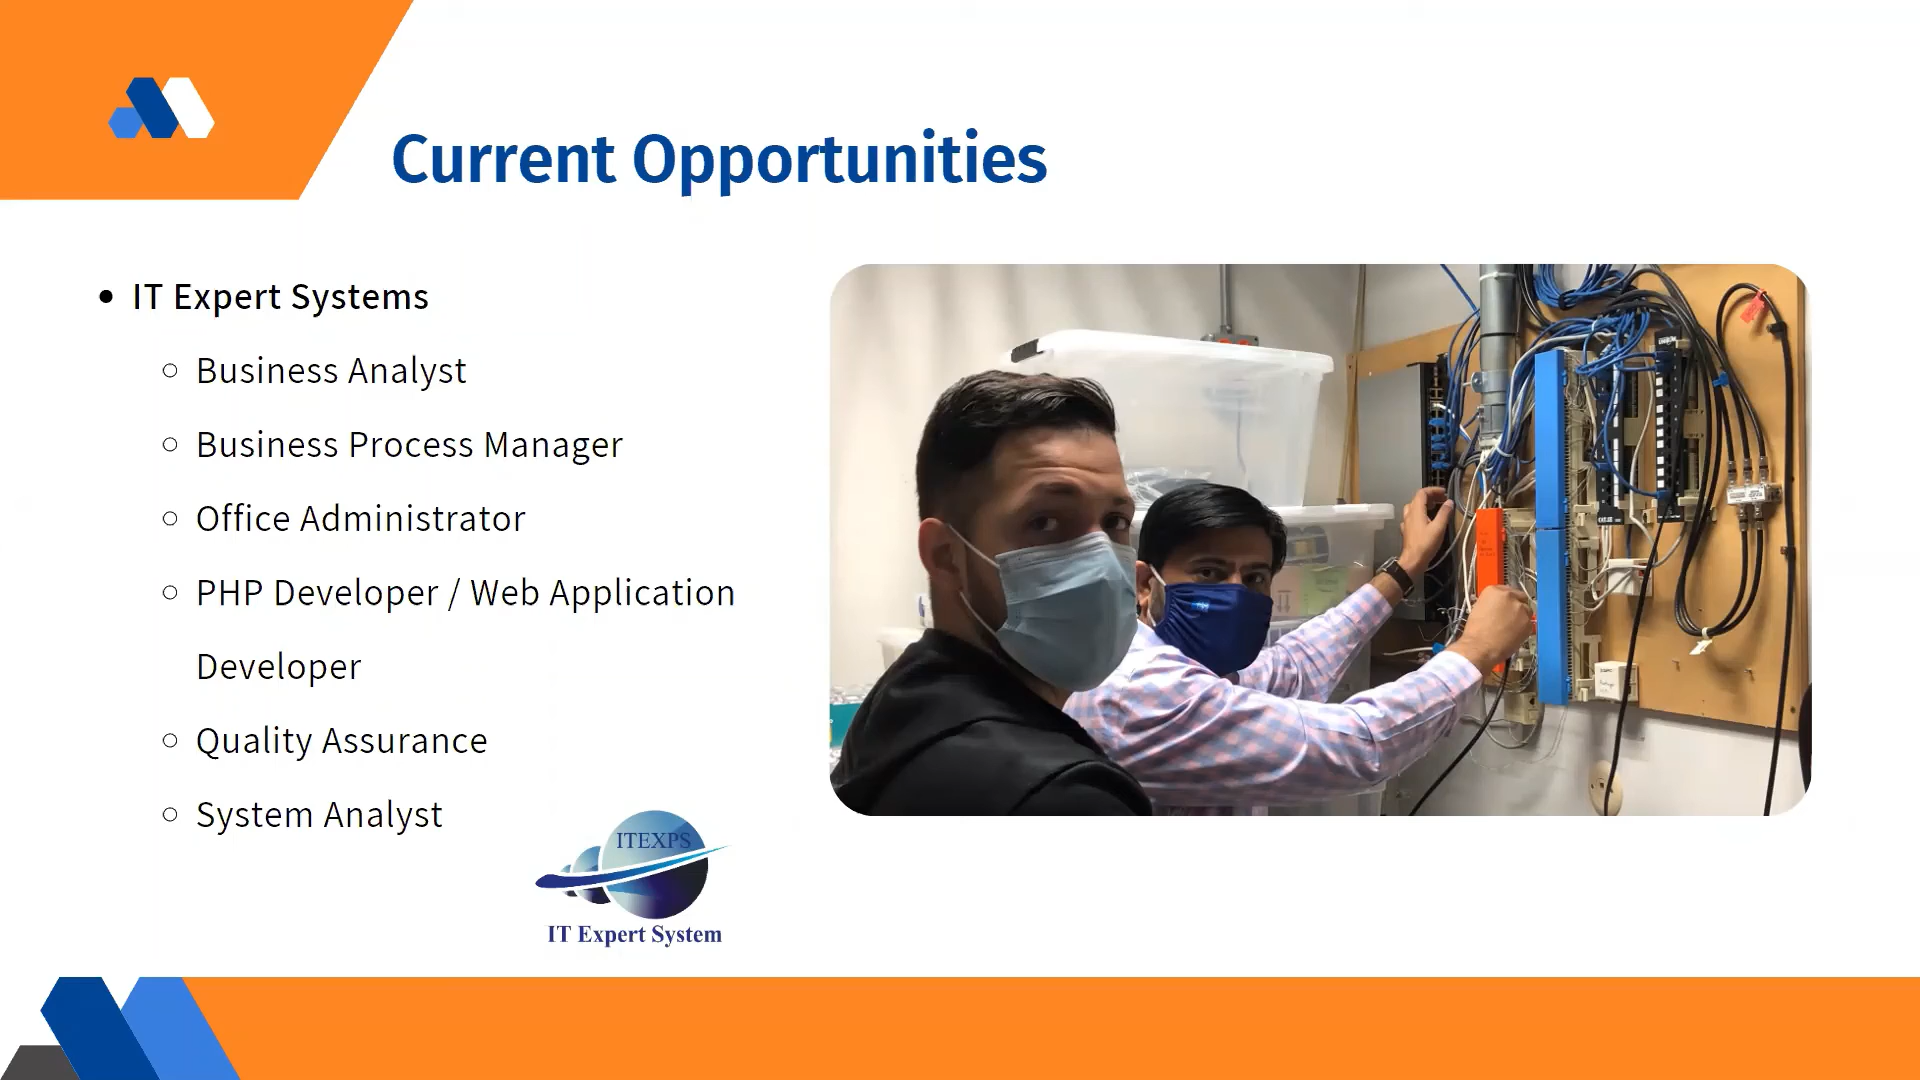 Current Opportunities
IT Expert Systems
Business Analyst
Business Process Manager
Office Administrator
PHP Developer / Web Application
Developer
Quality Assurance
System Analyst
ITEXPS
IT Expert System